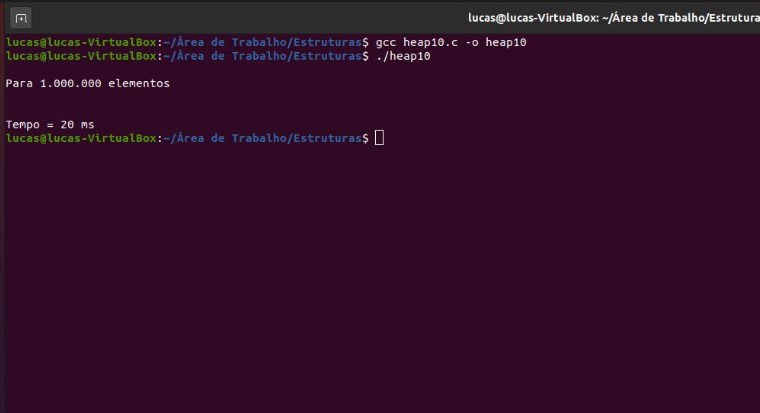 lucas@lucas-VirtualBox: ~/Área de Trabalho/Estrutura
lucas@lucas-VirtualBox:~/Área de Trabalho/Estruturas$ gcc heap10.c -o heap10
lucas@lucas-VirtualBox:~/Área de Trabalho/Estruturas$ ./heap10
Para 1.000.000 elementos
Tempo = 20 ms
lucas@lucas-VirtualBox:~/Área de Trabalho/Estruturas$